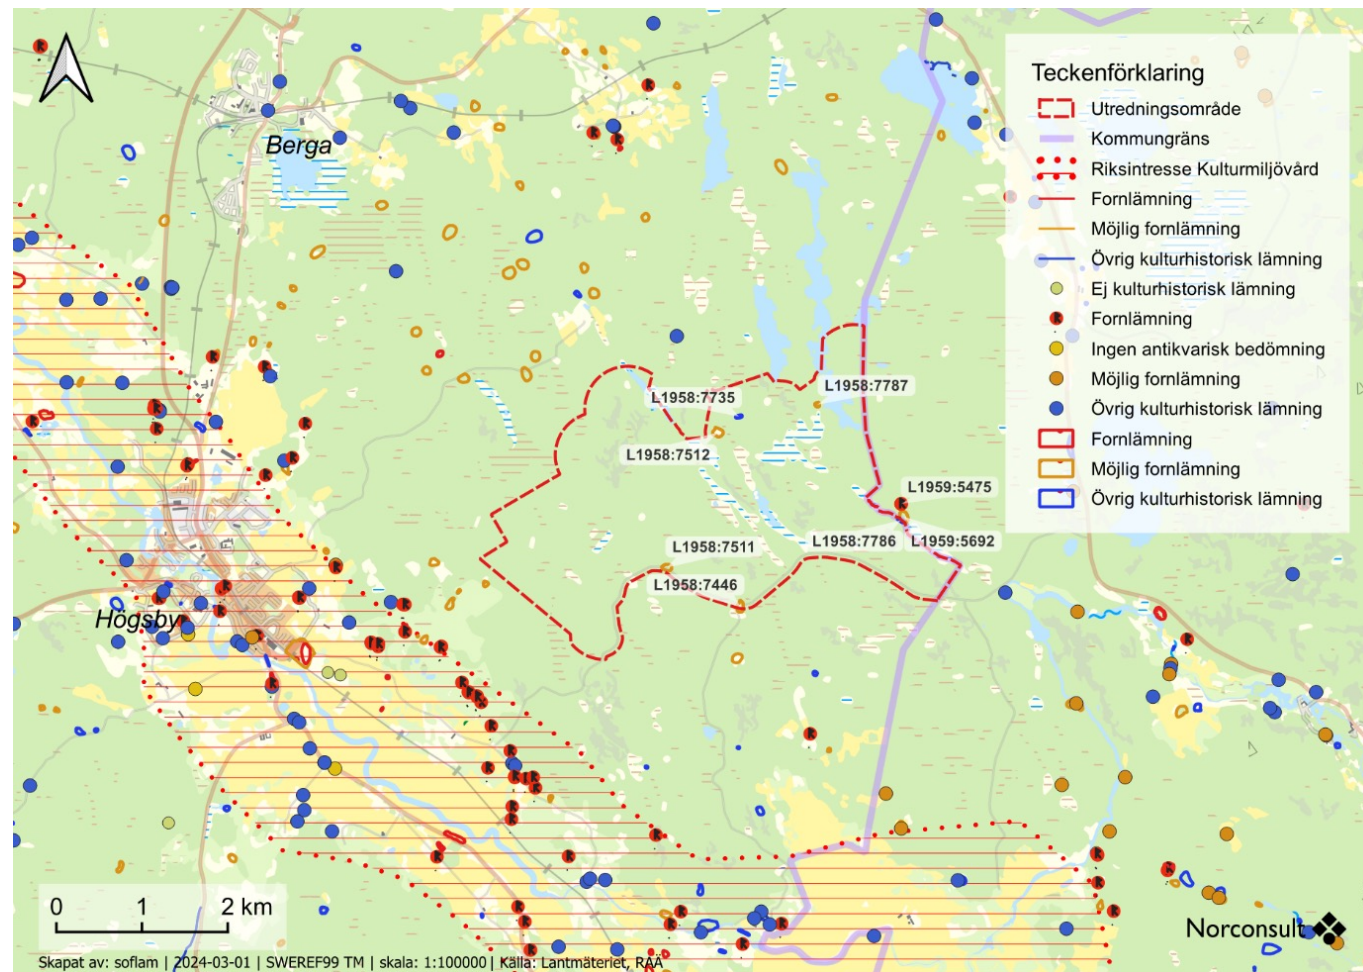 Berga
Högsby
L1958:7735
L1958:7787
L1958:7512
L1959:5475
L1958:7511
L1958:7786
L1959:5692
L1958:7446
Teckenförklaring
Utredningsområde
Kommungräns
Riksintresse Kulturmiljövård
Fornlämning
Möjlig fornlämning
Övrig kulturhistorisk lämning
Ej kulturhistorisk lämning
Fornlämning
Ingen antikvarisk bedömning
Möjlig fornlämning
Övrig kulturhistorisk lämning
Fornlämning
Möjlig fornlämning
Övrig kulturhistorisk lämning
0 1 2 km
Norconsult
Skapat av: soflam | 2024-03-01 | SWEREF99 TM | skala: 1:100000 | Källa: Lantmäteriet, RAÄ